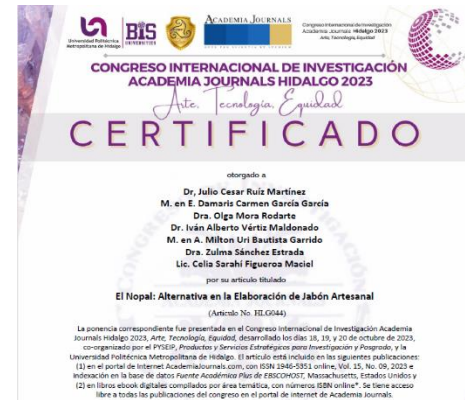 Universidad Politécnica
Metropolitana de Hidalgo
BIS
UNIVERSITIES
ACADEMIA JOURNALS
Congreso Internacional de Investigación
Academia Journals Hidalgo 2023
Arte, Tecnología, Equidad
CONGRESO INTERNACIONAL DE INVESTIGACIÓN
ACADEMIA JOURNALS HIDALGO 2023
Arte, Tecnología, Equidad
CERTIFICADO
otorgado a
Dr, Julio Cesar Ruíz Martínez
M. en E. Damaris Carmen García García
Dra. Olga Mora Rodarte
Dr. Iván Alberto Vértiz Maldonado
M. en A. Milton Uri Bautista Garrido
Dra. Zulma Sánchez Estrada
Lic. Celia Sarahí Figueroa Maciel
por su artículo titulado
El Nopal: Alternativa en la Elaboración de Jabón Artesanal
(Artículo No. HLG044)
La ponencia correspondiente fue presentada en el Congreso Internacional de Investigación Academia
Journals Hidalgo 2023, Arte, Tecnología, Equidad, desarrollado los días 18, 19, y 20 de octubre de 2023,
co-organizado por el PYSEIP, Productos y Servicios Estratégicos para Investigación y Posgrado, y la
Universidad Politécnica Metropolitana de Hidalgo. El artículo está incluido en las siguientes publicaciones:
(1) en el portal de Internet AcademiaJournals.com, con ISSN 1946-5351 online, Vol. 15, No. 09, 2023 e
indexación en la base de datos Fuente Académica Plus de EBSCOHOST, Massachusetts, Estados Unidos y
(2) en libros ebook digitales compilados por área temática, con números ISBN online*. Se tiene acceso
libre a todas las publicaciones del congreso en el portal de internet de Academia Journals.